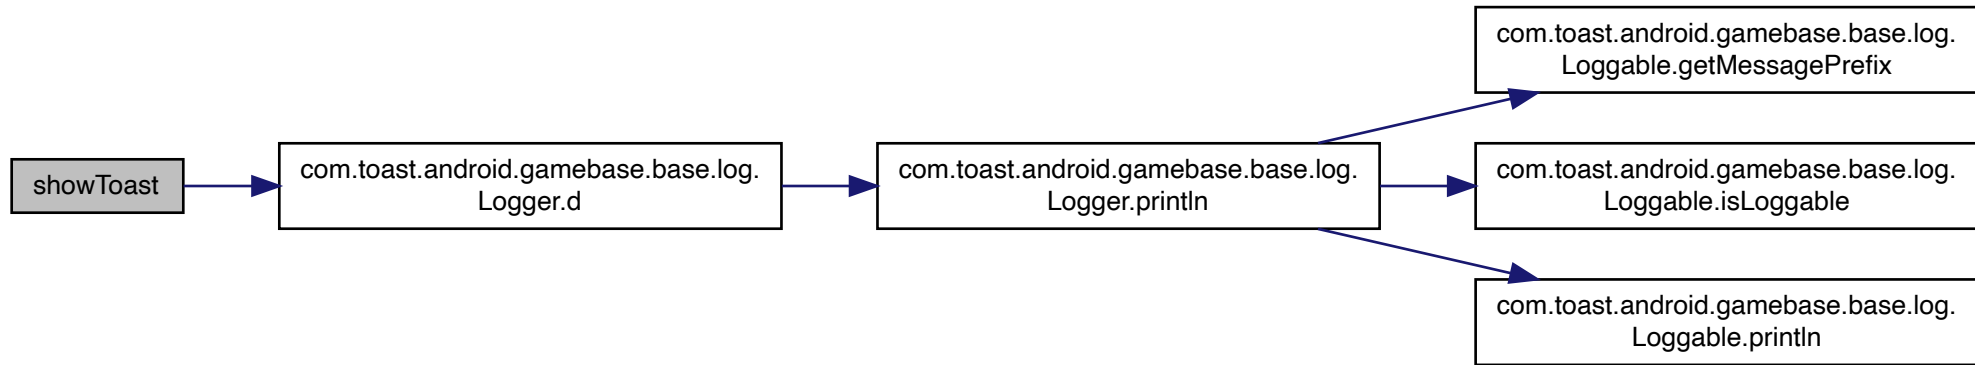 showToast
com.toast.android.gamebase.base.log.
Logger.d
com.toast.android.gamebase.base.log.
Logger.println
com.toast.android.gamebase.base.log.
Loggable.getMessagePrefix
com.toast.android.gamebase.base.log.
Loggable.isLoggable
com.toast.android.gamebase.base.log.
Loggable.println